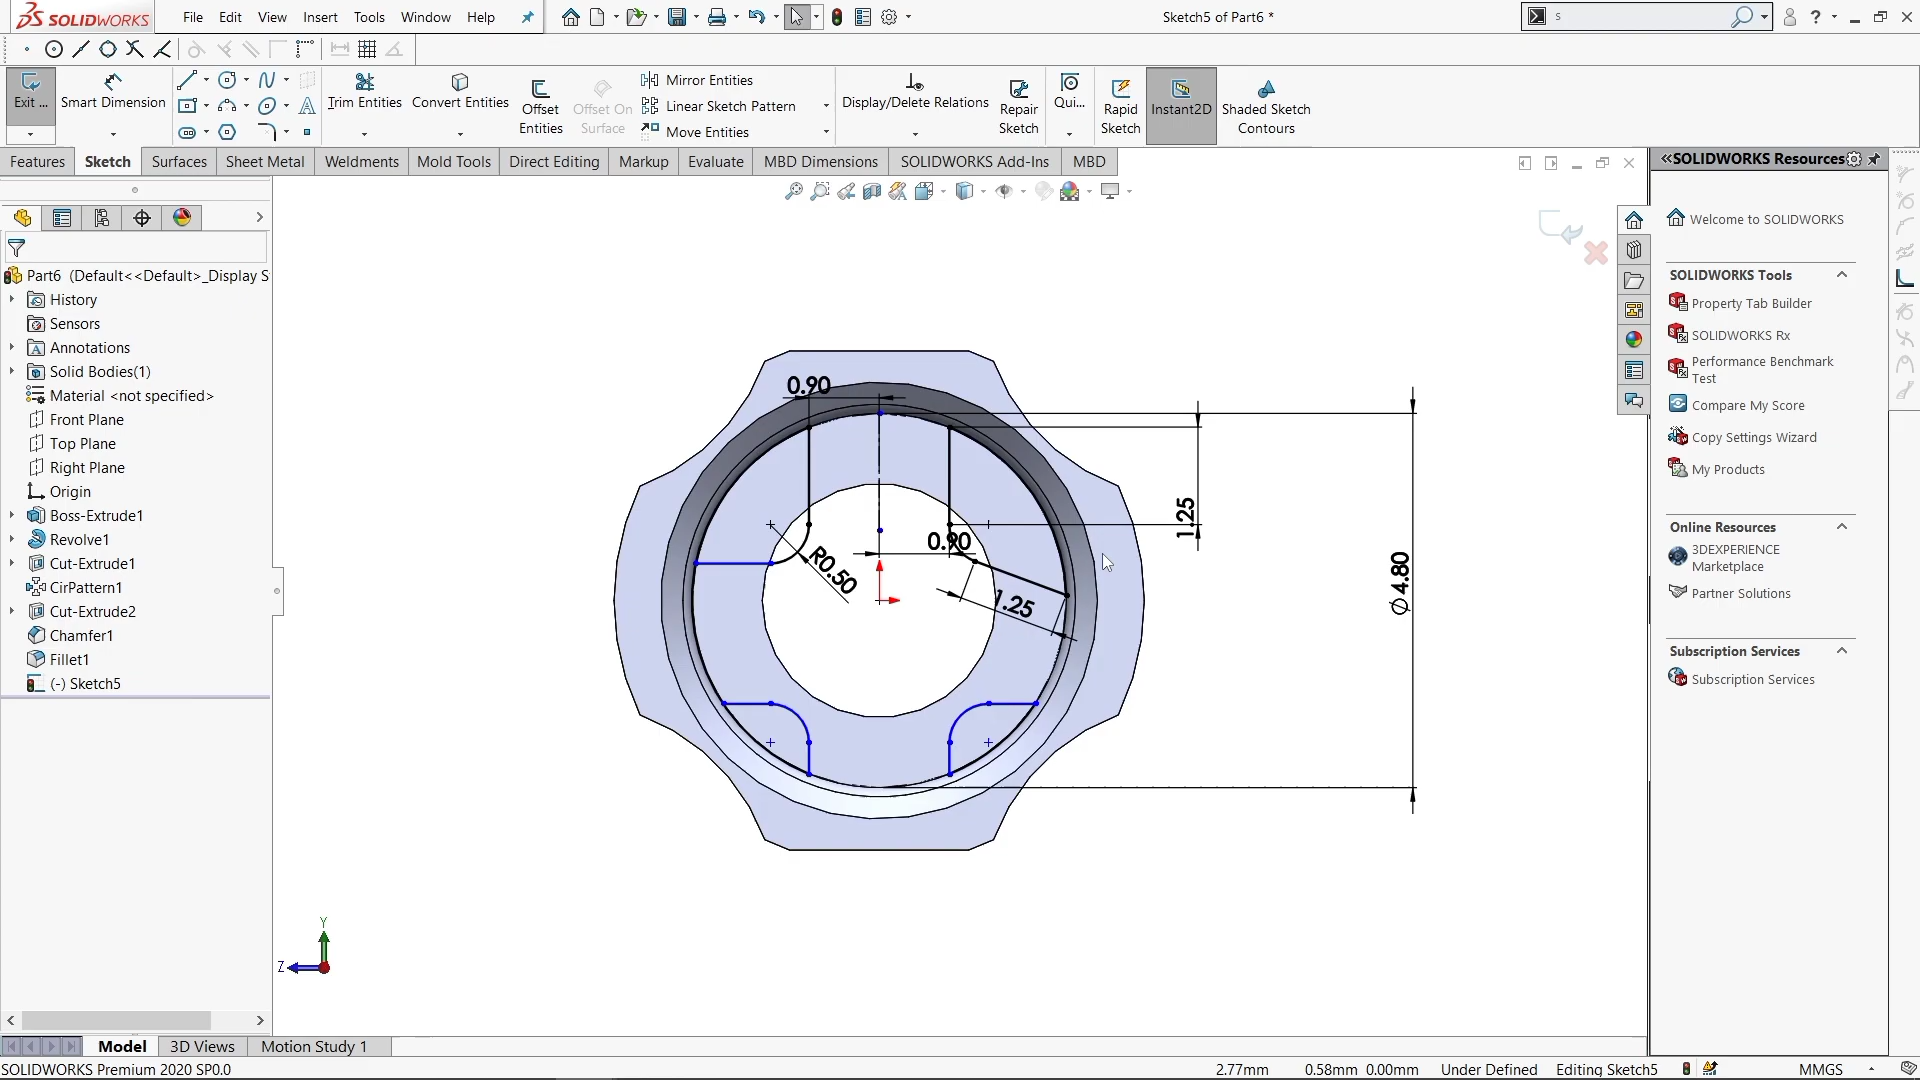 SOLIDWORKS File Edit View Insert Tools Window Help Sketch5 of Part6 * s
Exit ... Smart Dimension Trim Entities Convert Entities Offset Entities Offset On Surface Mirror Entities Display/Delete Relations Repair Sketch Qui... Rapid Sketch Instant2D Shaded Sketch Contours
Linear Sketch Pattern
Move Entities
Features Sketch Surfaces Sheet Metal Weldments Mold Tools Direct Editing Markup Evaluate MBD Dimensions SOLIDWORKS Add-Ins MBD
Part6 (Default<<Default>_Display S
History
Sensors
Annotations
Solid Bodies(1)
Material <not specified>
Front Plane
Top Plane
Right Plane
Origin
Boss-Extrude1
Revolve1
Cut-Extrude1
CirPattern1
Cut-Extrude2
Chamfer1
Fillet1
(-) Sketch5
0.90
1.25
0.90
R0.50
1.25
∅4.80
Y
Z
SOLIDWORKS Resources
Welcome to SOLIDWORKS
SOLIDWORKS Tools
Property Tab Builder
SOLIDWORKS Rx
Performance Benchmark
Test
Compare My Score
Copy Settings Wizard
My Products
Online Resources
3DEXPERIENCE
Marketplace
Partner Solutions
Subscription Services
Subscription Services
Model 3D Views Motion Study 1
SOLIDWORKS Premium 2020 SP0.0 2.77mm 0.58mm 0.00mm Under Defined Editing Sketch5 MMGS